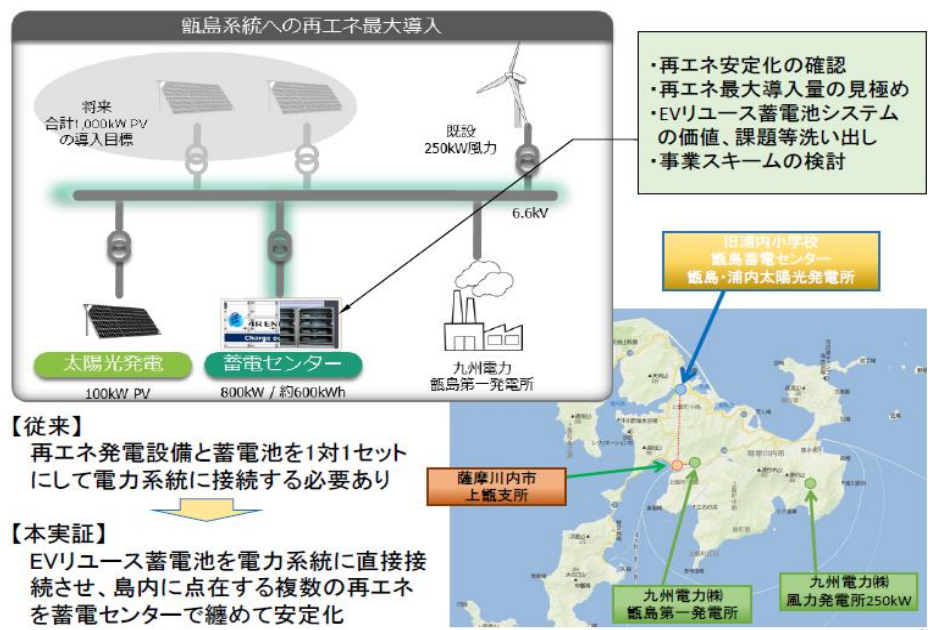 甑島系統への再エネ最大導入
将来
合計1,000kW PV
の導入目標
既設
250kW風力
6.6kV
太陽光発電
100kW PV
蓄電センター
800kW / 約600kWh
九州電力
甑島第一発電所
・再エネ安定化の確認
・再エネ最大導入量の見極め
・EVリユース蓄電池システム
の価値、課題等洗い出し
・事業スキームの検討
【従来】
再エネ発電設備と蓄電池を1対1セット
にして電力系統に接続する必要あり
【本実証】
EVリユース蓄電池を電力系統に直接接
続させ、島内に点在する複数の再エネ
を蓄電センターで纏めて安定化
旧浦内小学校
甑島蓄電センター
甑島・浦内太陽光発電所
薩摩川内市
上甑支所
薩摩川内市
九州電力㈱
甑島第一発電所
九州電力㈱
風力発電所250kW